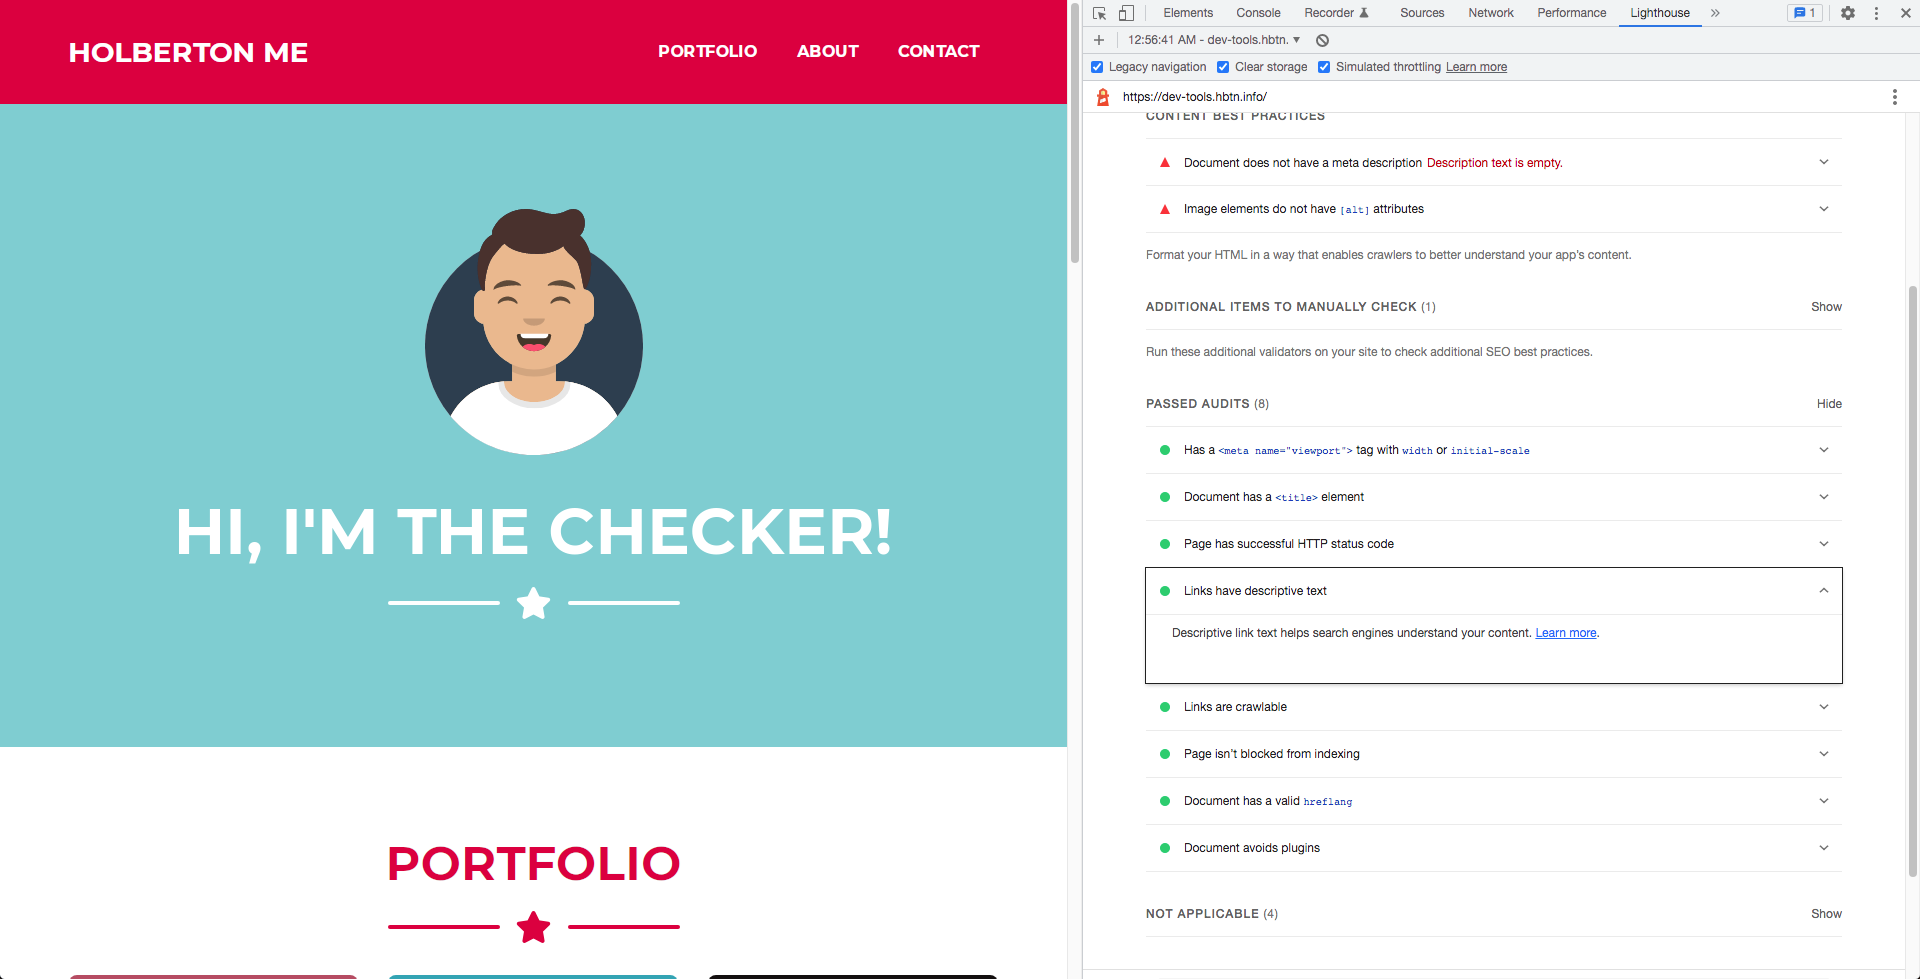 HOLBERTON ME
PORTFOLIO ABOUT CONTACT
HI, I'M THE CHECKER!
PORTFOLIO
Elements Console Recorder Sources Network Performance Lighthouse » 1
12:56:41 AM - dev-tools.hbtn.
Legacy navigation Clear storage Simulated throttling Learn more
https://dev-tools.hbtn.info/
CONTENT BEST PRACTICES
Document does not have a meta description Description text is empty.
Image elements do not have [alt] attributes
Format your HTML in a way that enables crawlers to better understand your app's content.
ADDITIONAL ITEMS TO MANUALLY CHECK (1) Show
Run these additional validators on your site to check additional SEO best practices.
PASSED AUDITS (8) Hide
Has a <meta name="viewport"> tag with width or initial-scale
Document has a <title> element
Page has successful HTTP status code
Links have descriptive text
Descriptive link text helps search engines understand your content. Learn more.
Links are crawlable
Page isn't blocked from indexing
Document has a valid hreflang
Document avoids plugins
NOT APPLICABLE (4) Show